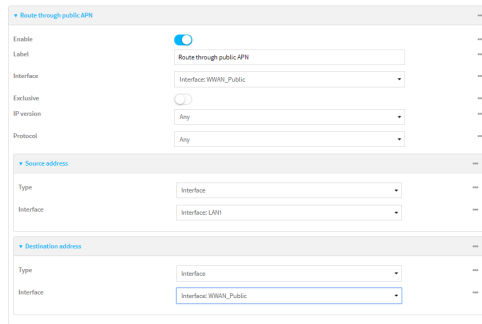 Route through public APN
Enable
Label
Route through public APN
Interface
Interface: WWAN_Public
Exclusive
IP version
Any
Protocol
Any
Source address
Type
Interface
Interface
Interface: LAN1
Destination address
Type
Interface
Interface
Interface: WWAN_Public